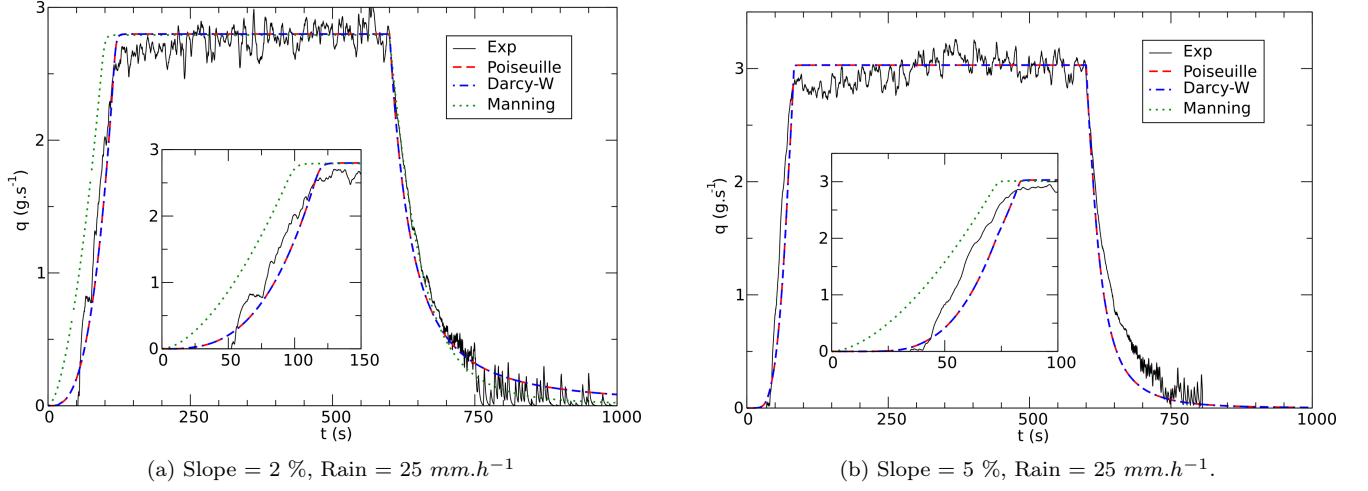 3
2
1
0
q (g.s-1)
0 250 500 750 1000
t (s)
Exp
Poiseuille
Darcy-W
Manning
3
2
1
0
0 50 100 150
(a) Slope = 2 %, Rain = 25 mm.h−1
3
2
1
0
q (g.s-1)
0 250 500 750 1000
t (s)
Exp
Poiseuille
Darcy-W
Manning
3
2
1
0
0 50 100
(b) Slope = 5 %, Rain = 25 mm.h−1.